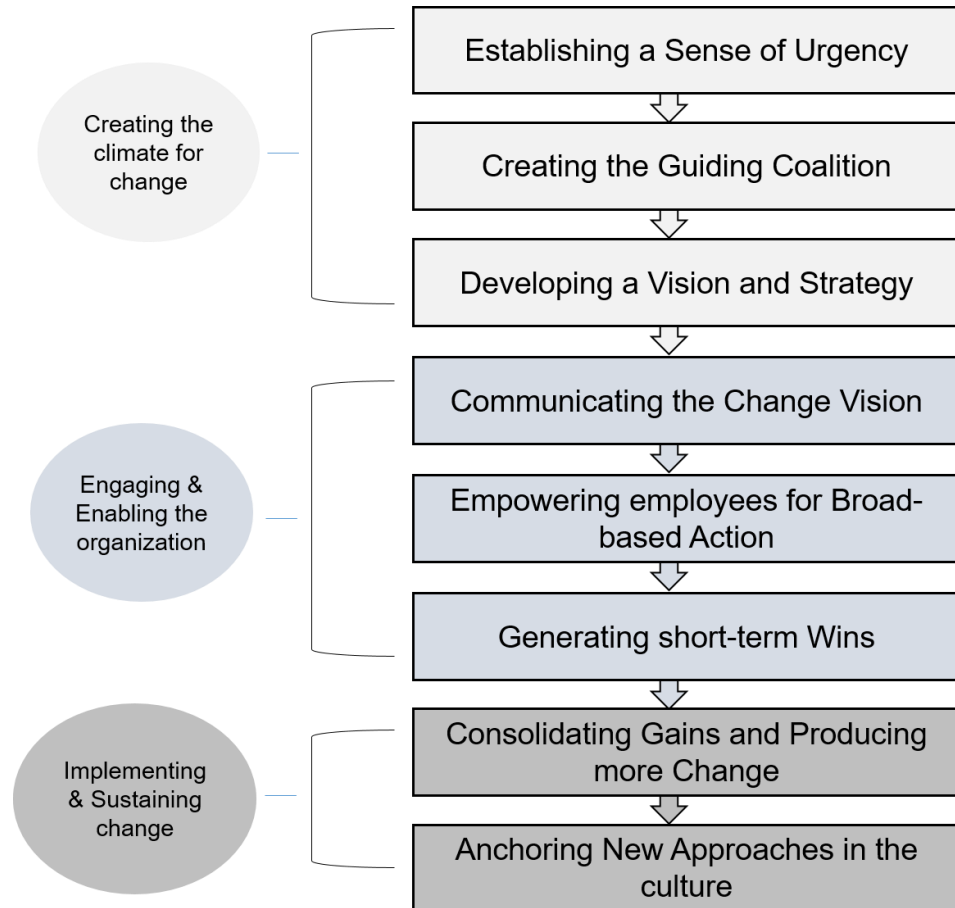 Establishing a Sense of Urgency
Creating the
climate for
change
Creating the Guiding Coalition
Developing a Vision and Strategy
Communicating the Change Vision
Engaging &
Enabling the
organization
Empowering employees for Broad-
based Action
Generating short-term Wins
Implementing
& Sustaining
change
Consolidating Gains and Producing
more Change
Anchoring New Approaches in the
culture